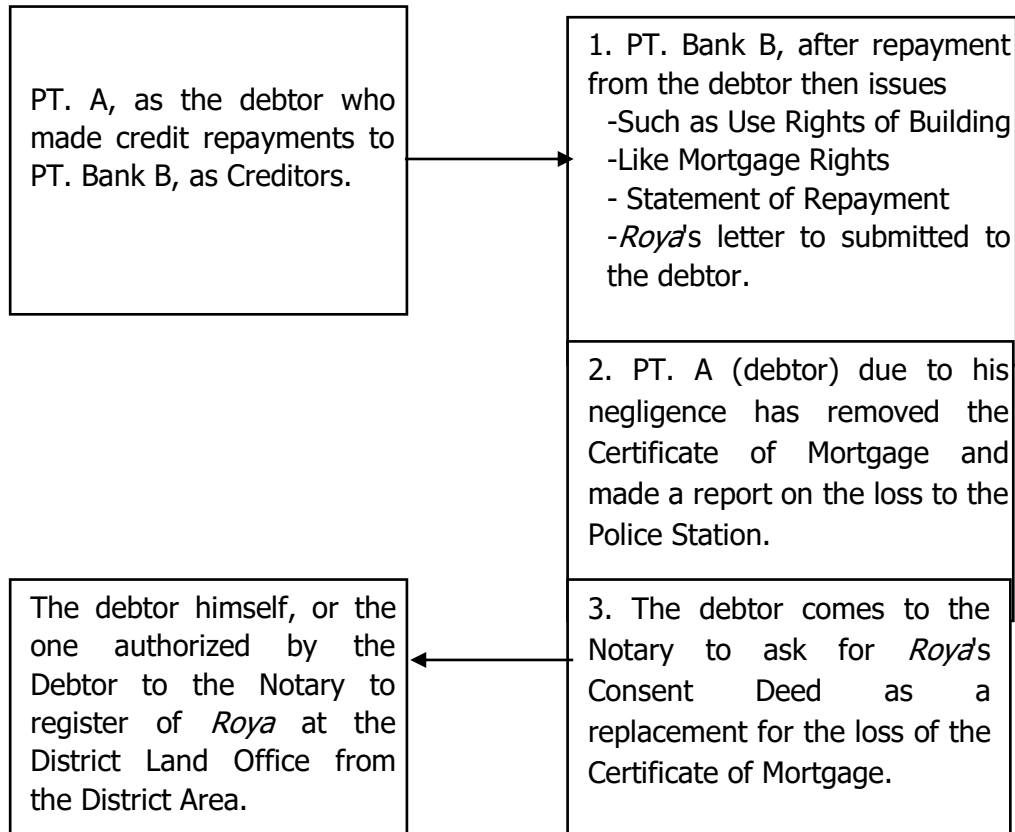 PT. A, as the debtor who
made credit repayments to
PT. Bank B, as Creditors.
1. PT. Bank B, after repayment
from the debtor then issues
-Such as Use Rights of Building
-Like Mortgage Rights
- Statement of Repayment
-Roya's letter to submitted to
the debtor.
2. PT. A (debtor) due to his
negligence has removed the
Certificate of Mortgage and
made a report on the loss to the
Police Station.
3. The debtor comes to the
Notary to ask for Roya's
Consent Deed as a
replacement for the loss of the
Certificate of Mortgage.
The debtor himself, or the
one authorized by the
Debtor to the Notary to
register of Roya at the
District Land Office from
the District Area.